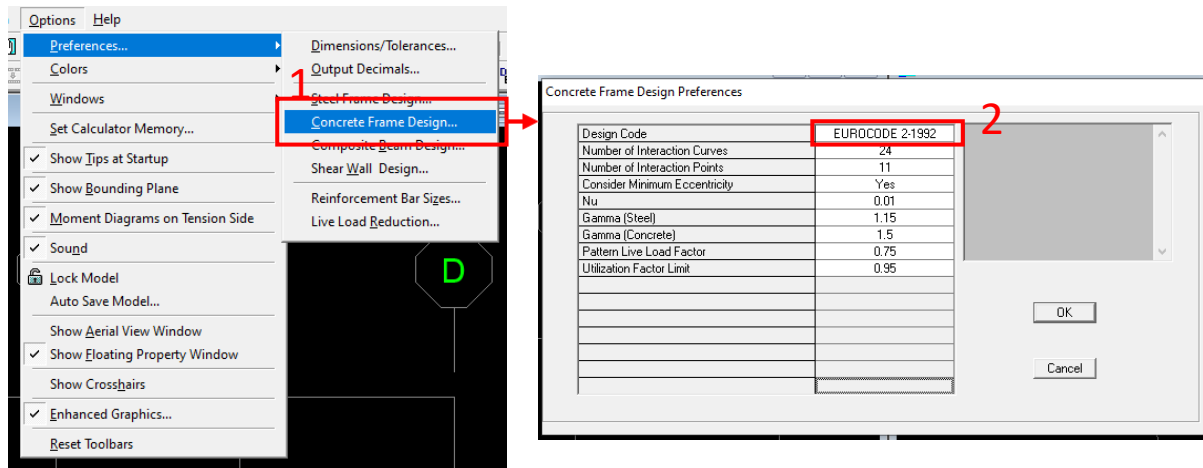 Options Help
Preferences...
Colors
Windows
Set Calculator Memory...
Show Tips at Startup
Show Bounding Plane
Moment Diagrams on Tension Side
Sound
Lock Model
Auto Save Model...
Show Aerial View Window
Show Floating Property Window
Show Crosshairs
Enhanced Graphics...
Reset Toolbars
1
Dimensions/Tolerances...
Output Decimals...
Steel Frame Design...
Concrete Frame Design...
Composite Beam Design...
Shear Wall Design...
Reinforcement Bar Sizes...
Live Load Reduction...
D
Concrete Frame Design Preferences
2
Design Code EUROCODE 2-1992
Number of Interaction Curves 24
Number of Interaction Points 11
Consider Minimum Eccentricity Yes
Nu 0.01
Gamma (Steel) 1.15
Gamma (Concrete) 1.5
Pattern Live Load Factor 0.75
Utilization Factor Limit 0.95
OK
Cancel